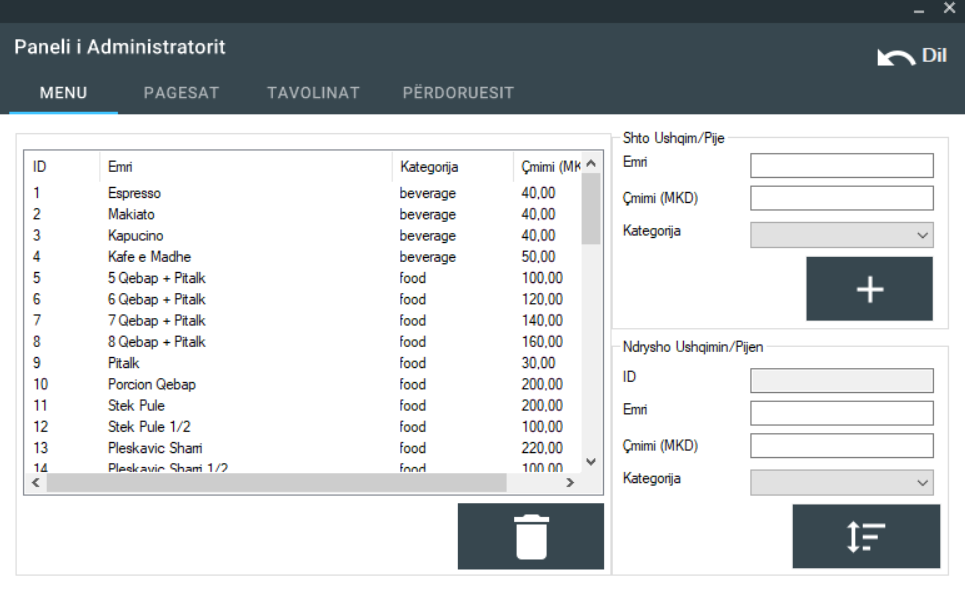 Paneli i Administratorit
Dil
MENU PAGESAT TAVOLINAT PËRDORUESIT
ID Emri Kategorija Çmimi (MK
1 Espresso beverage 40,00
2 Makiato beverage 40,00
3 Kapucino beverage 40,00
4 Kafe e Madhe beverage 50,00
5 5 Qebap + Pitalk food 100,00
6 6 Qebap + Pitalk food 120,00
7 7 Qebap + Pitalk food 140,00
8 8 Qebap + Pitalk food 160,00
9 Pitalk food 30,00
10 Porcion Qebap food 200,00
11 Stek Pule food 200,00
12 Stek Pule 1/2 food 100,00
13 Pleskavic Sharri food 220,00
14 Pleskavic Sharri 1/2 food 100,00
Shto Ushqim/Pije
Emri
Çmimi (MKD)
Kategorija
Ndrysho Ushqimin/Pijen
ID
Emri
Çmimi (MKD)
Kategorija